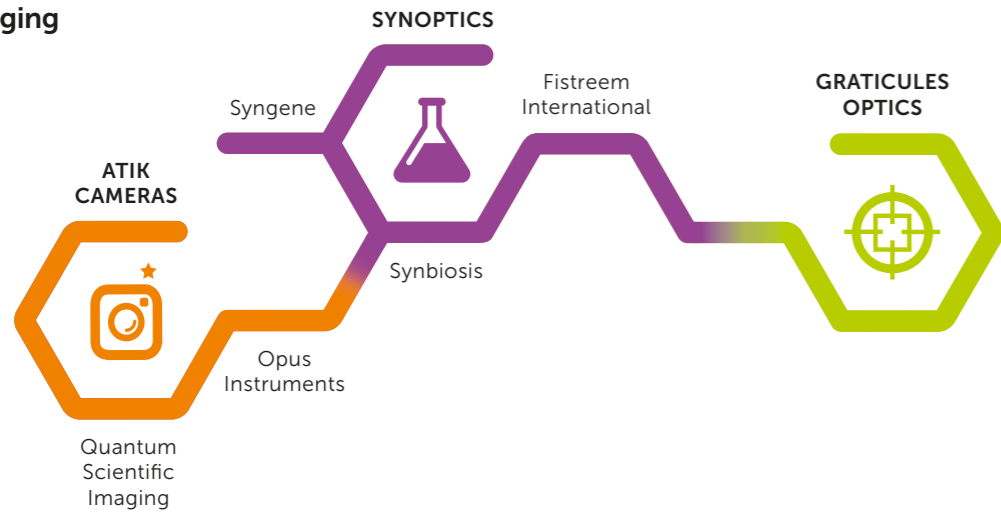 ging
SYNOPTICS
Syngene
Fistreem
International
GRATICULES
OPTICS
ATIK
CAMERAS
Synbiosis
Opus
Instruments
Quantum
Scientific
Imaging